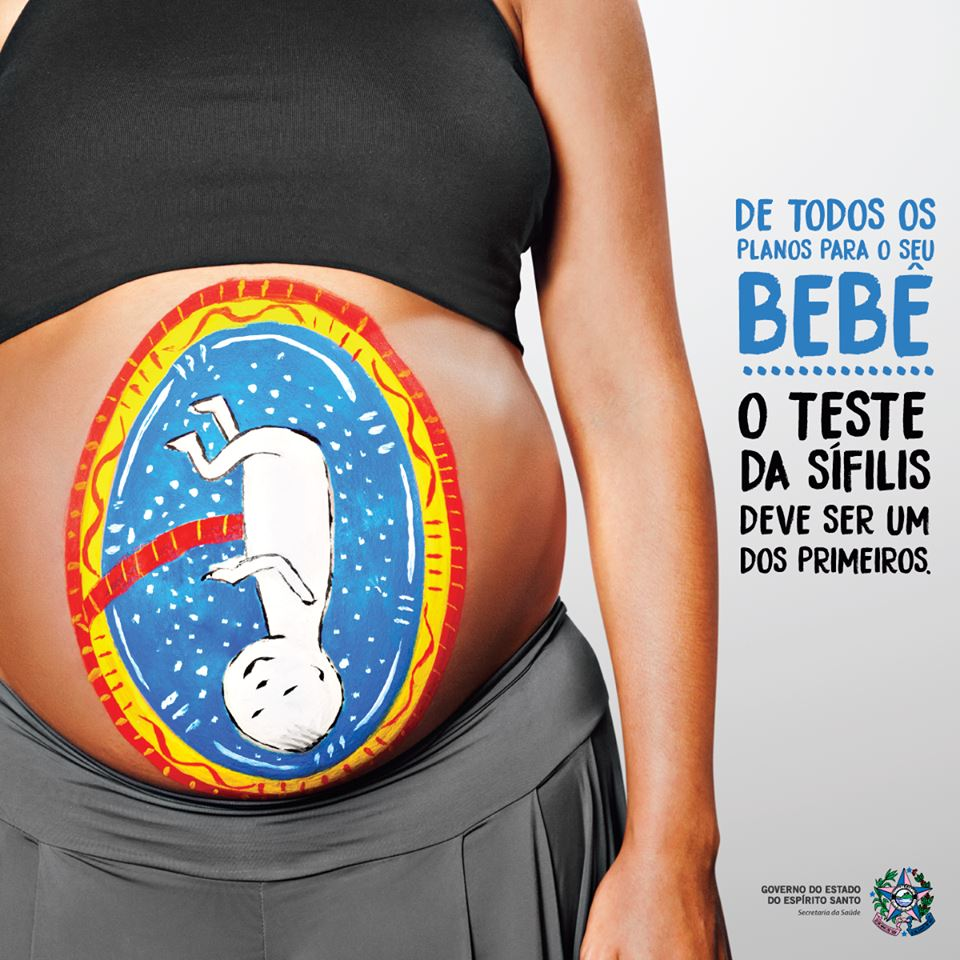 DE TODOS OS
PLANOS PARA O SEU
BEBÊ
O TESTE
DA SÍFILIS
DEVE SER UM
DOS PRIMEIROS.
GOVERNO DO ESTADO
DO ESPÍRITO SANTO
Secretaria da Saúde